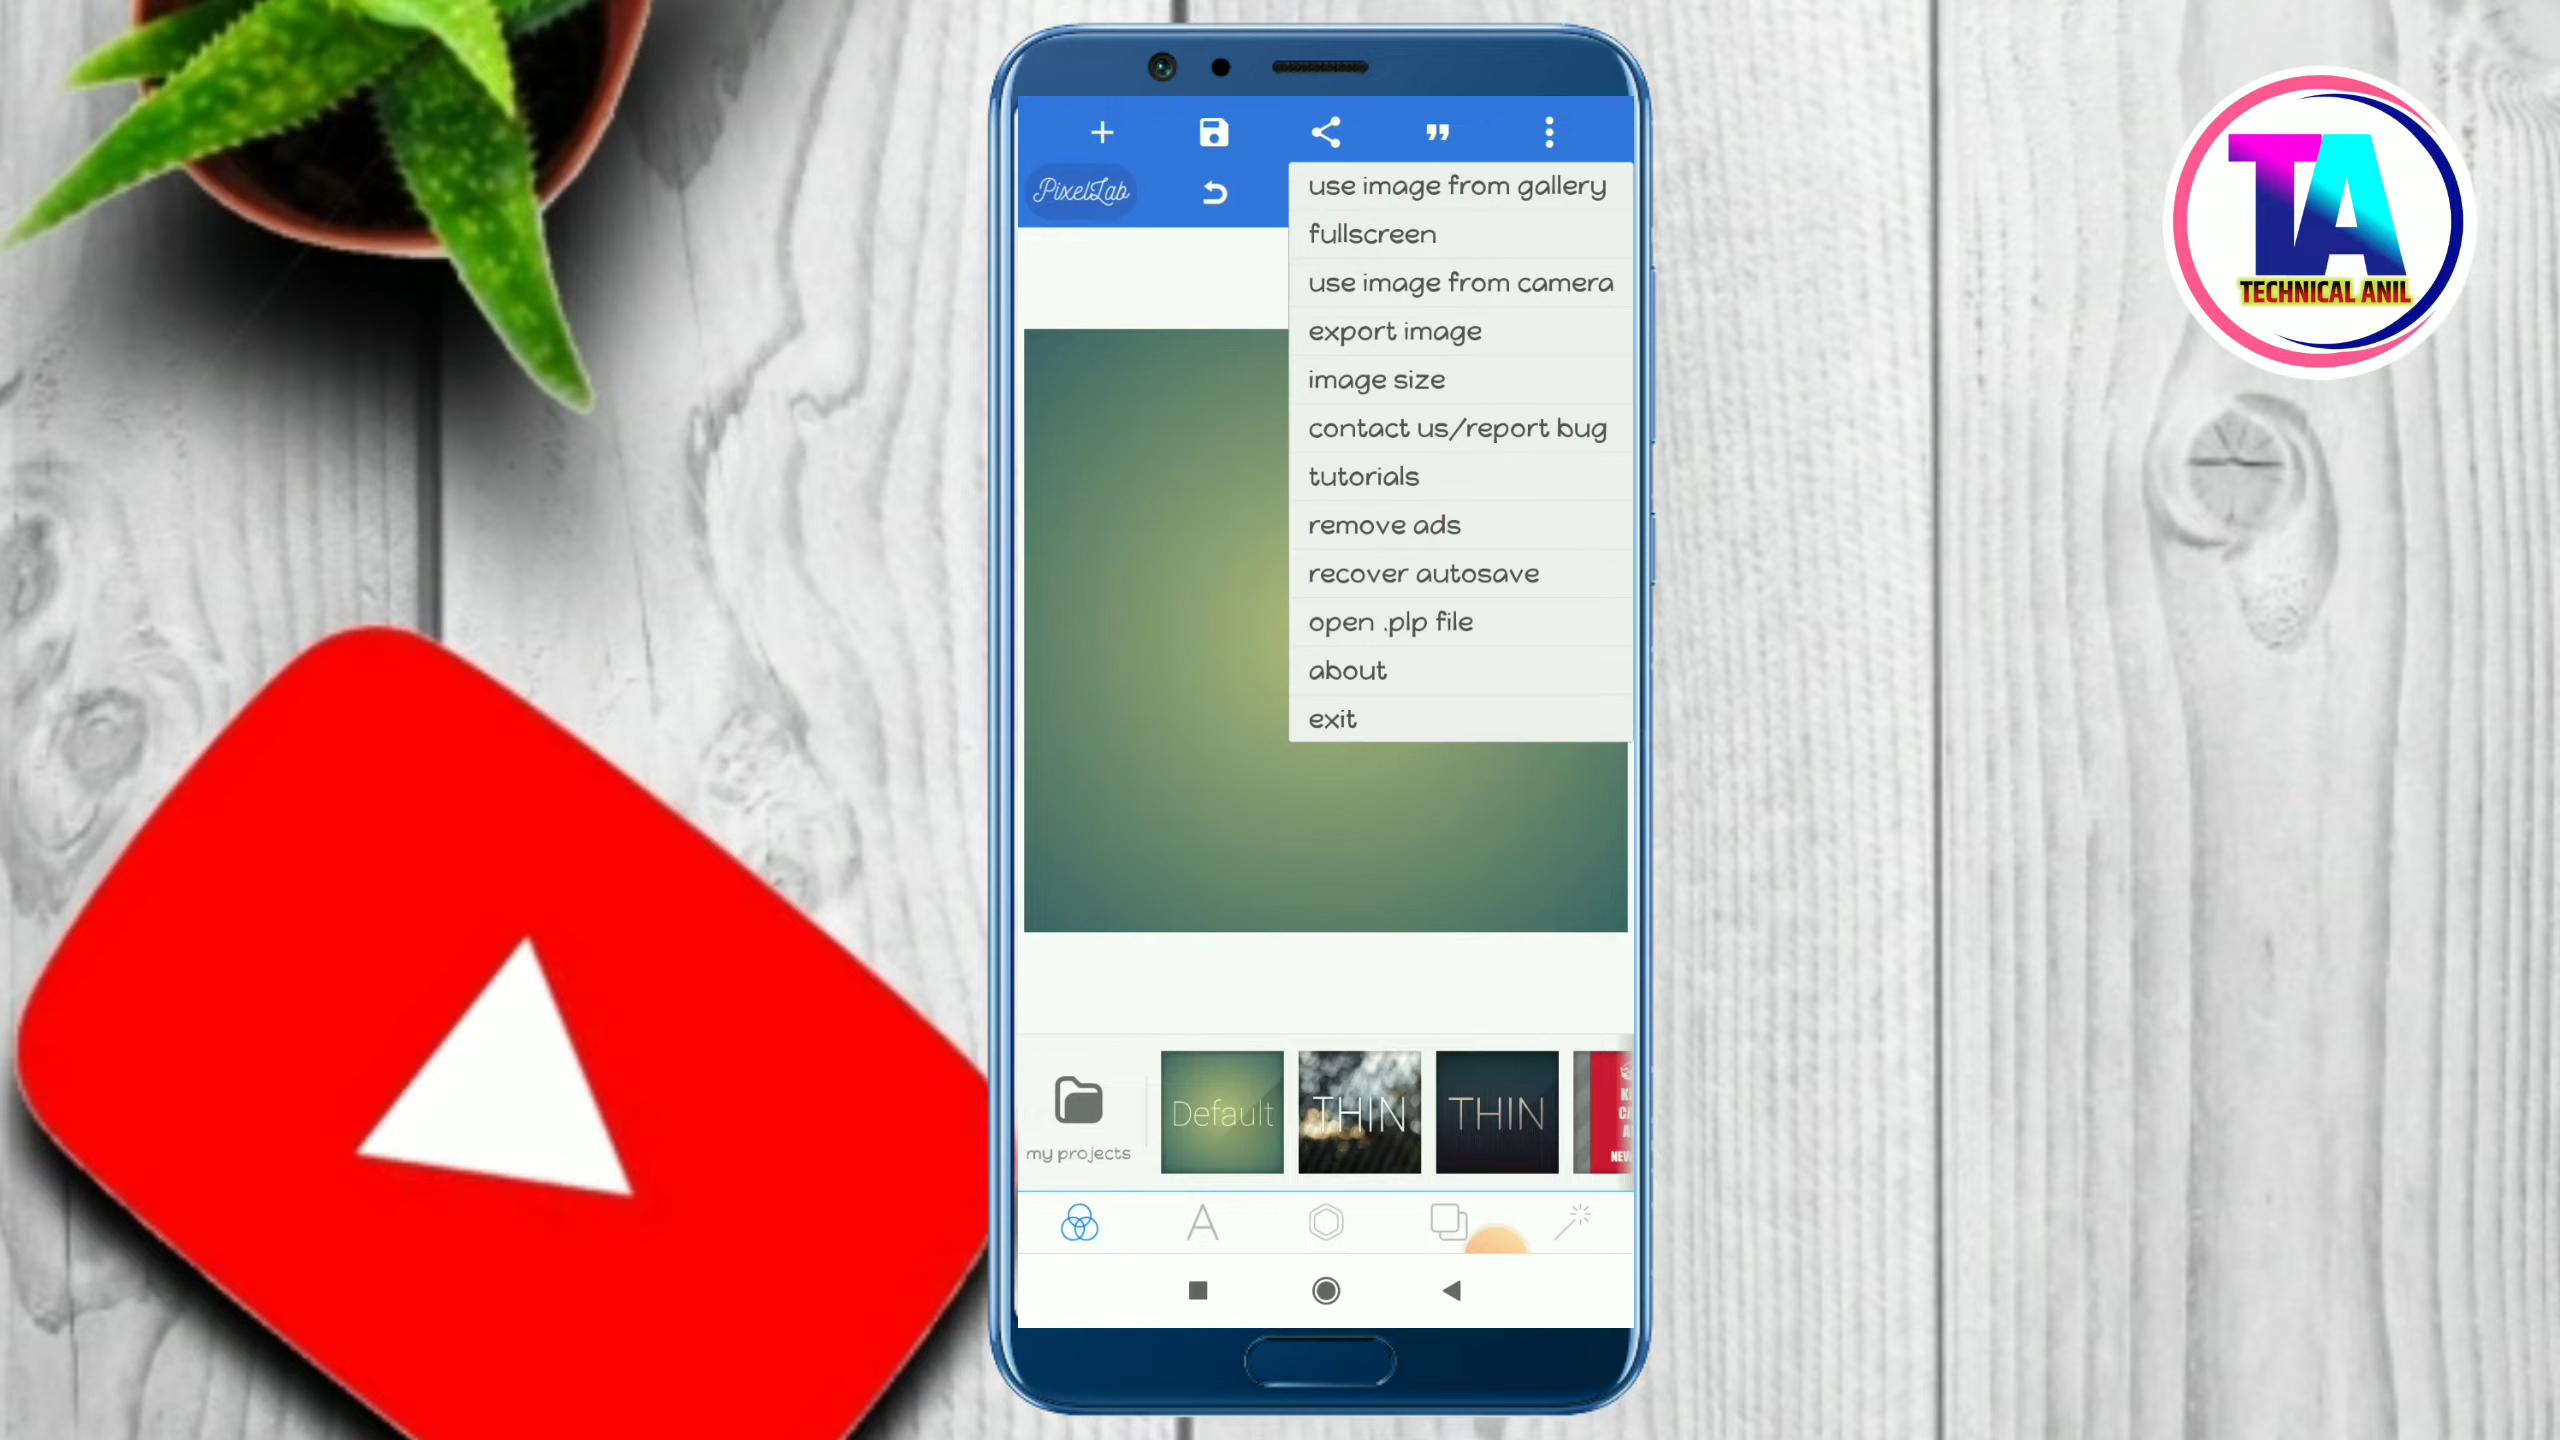 PixelLab
use image from gallery
fullscreen
use image from camera
export image
image size
contact us/report bug
tutorials
remove ads
recover autosave
open .plp file
about
exit
TA
TECHNICAL ANIL
my projects
Default
THIN
THIN